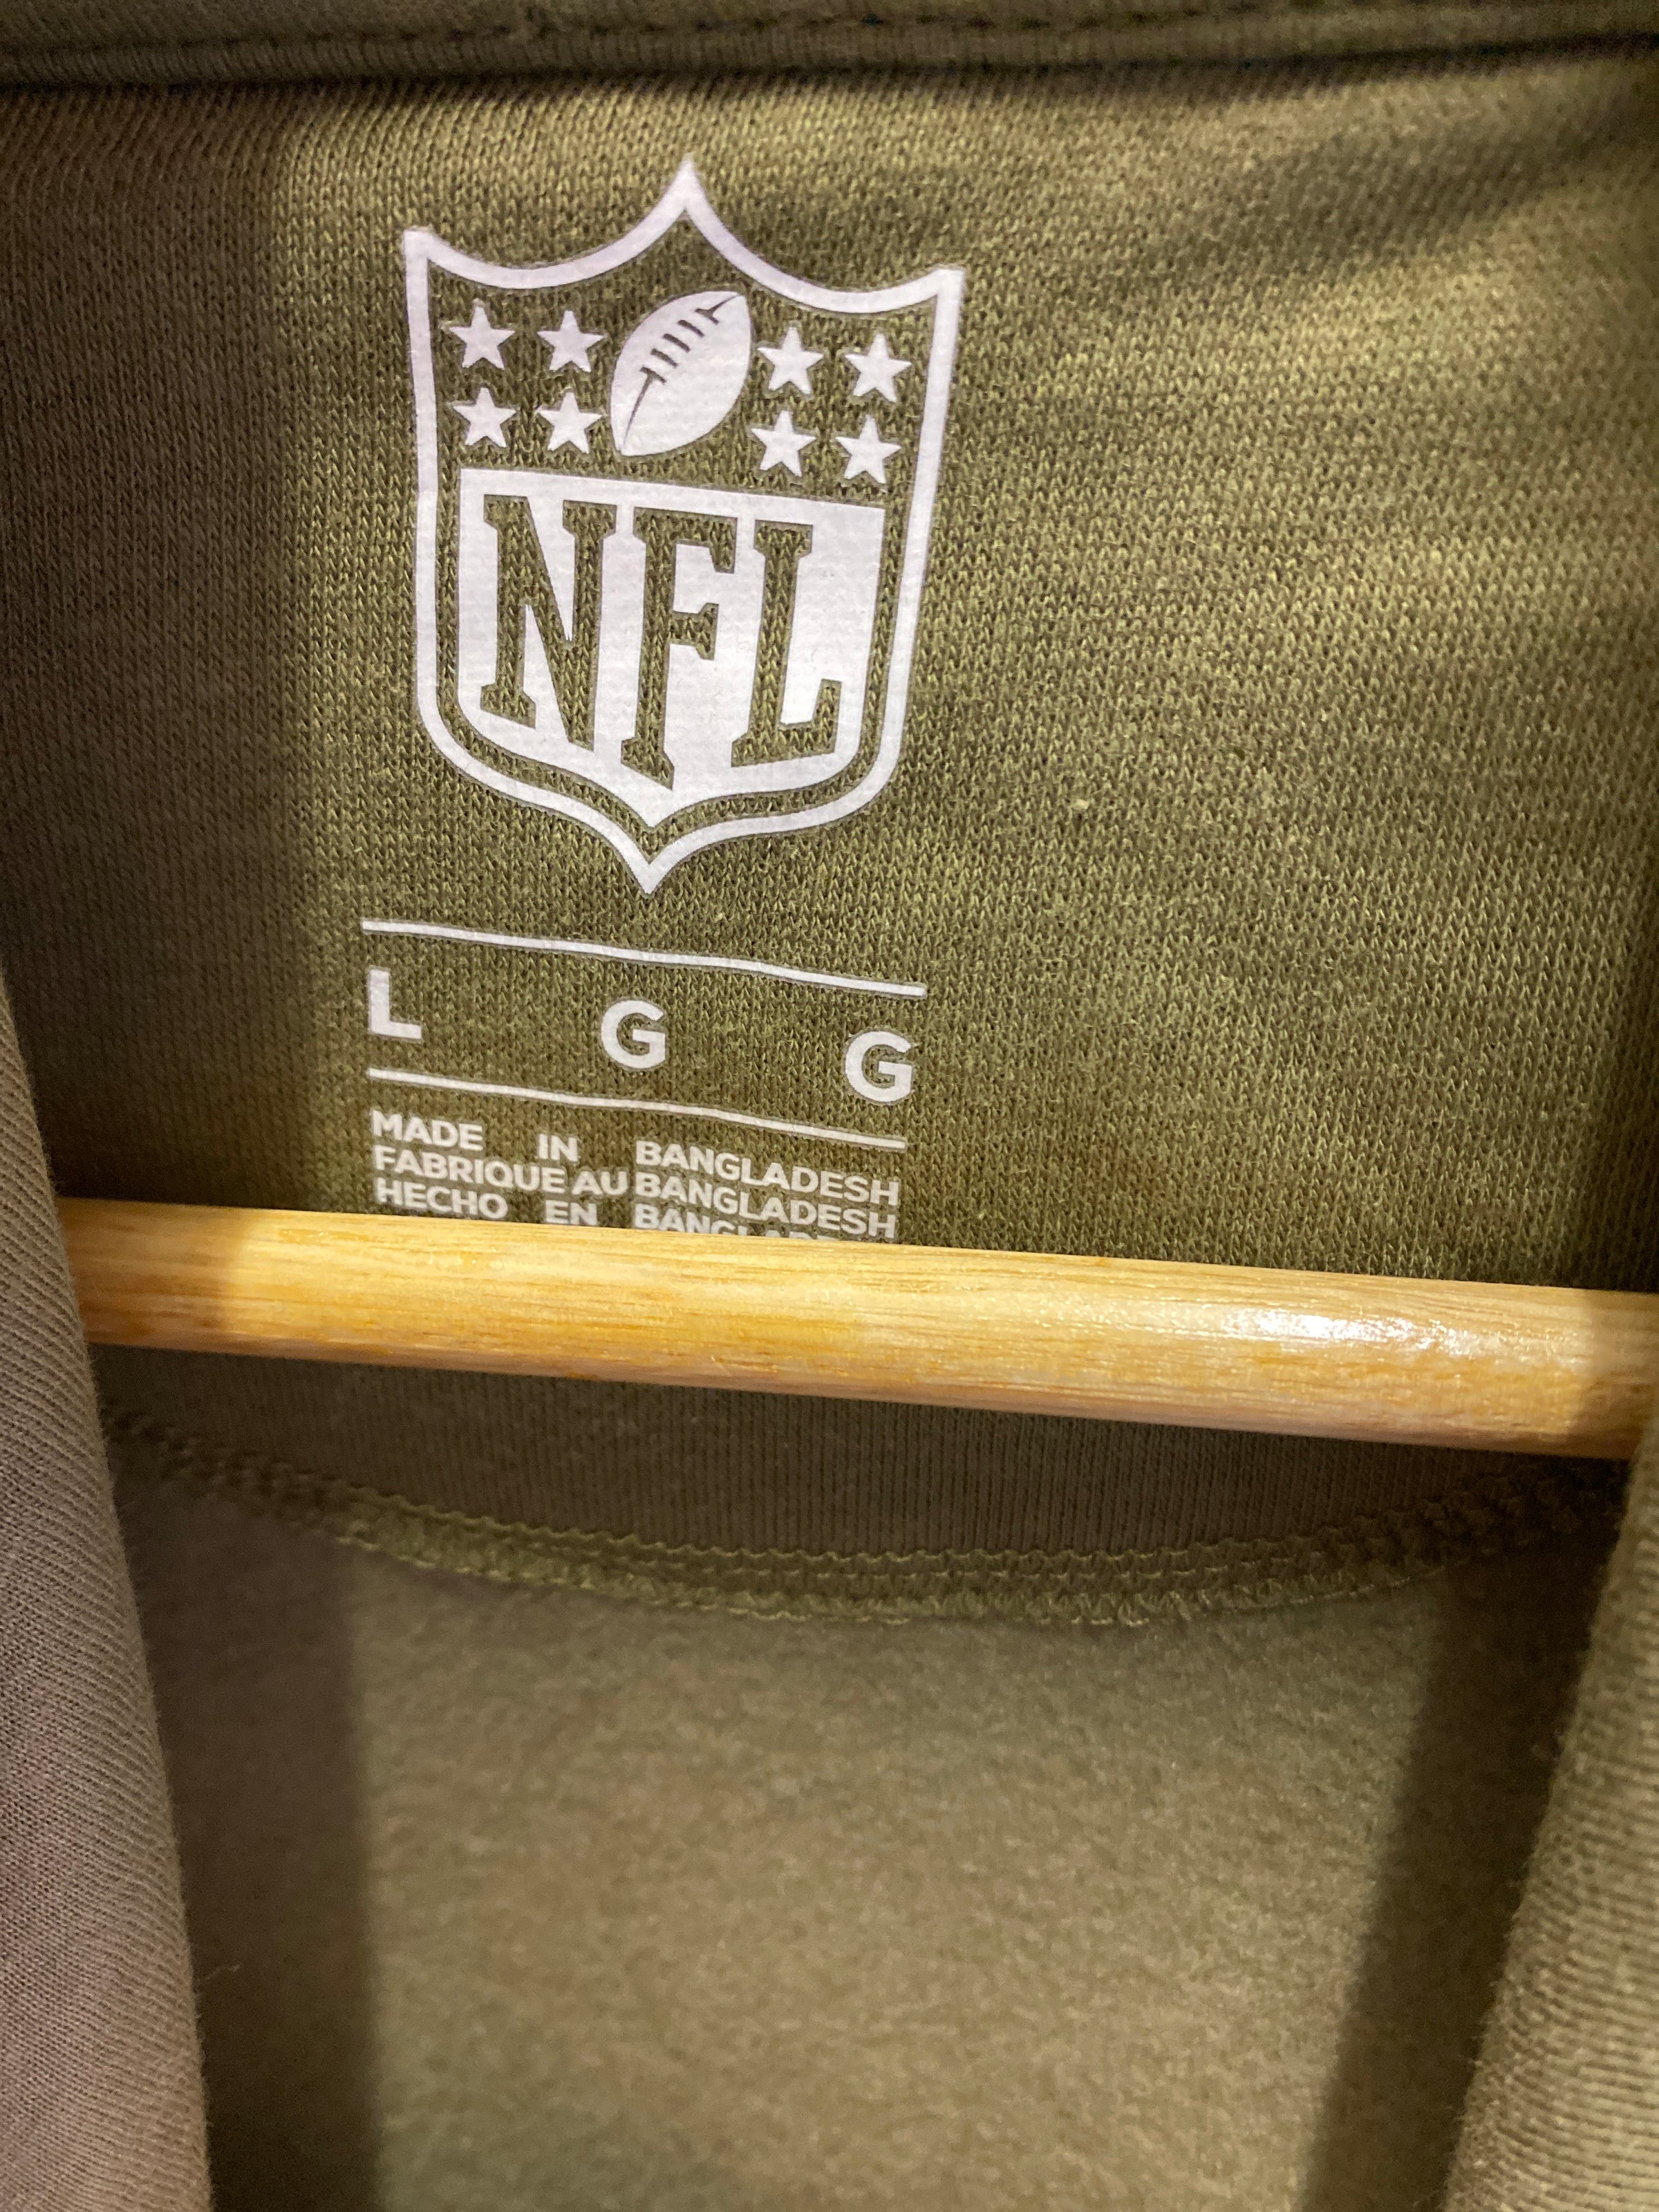 NFL
L G G
MADE IN BANGLADESH
FABRIQUE AU BANGLADESH
HECHO EN